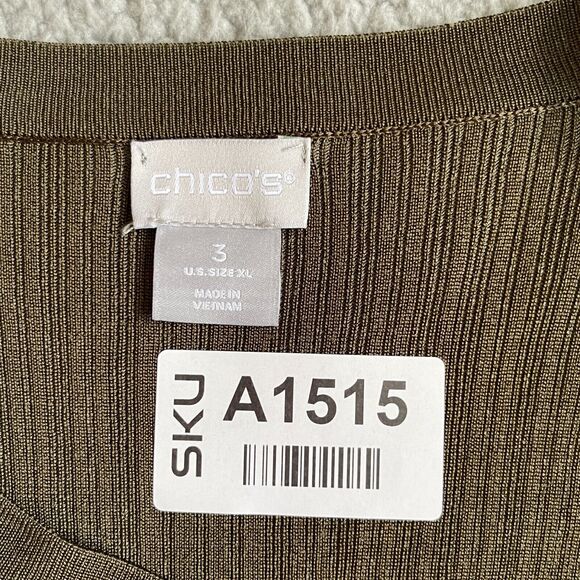 chico's®
3
U.S. SIZE XL
MADE IN
VIETNAM
SKU
A1515